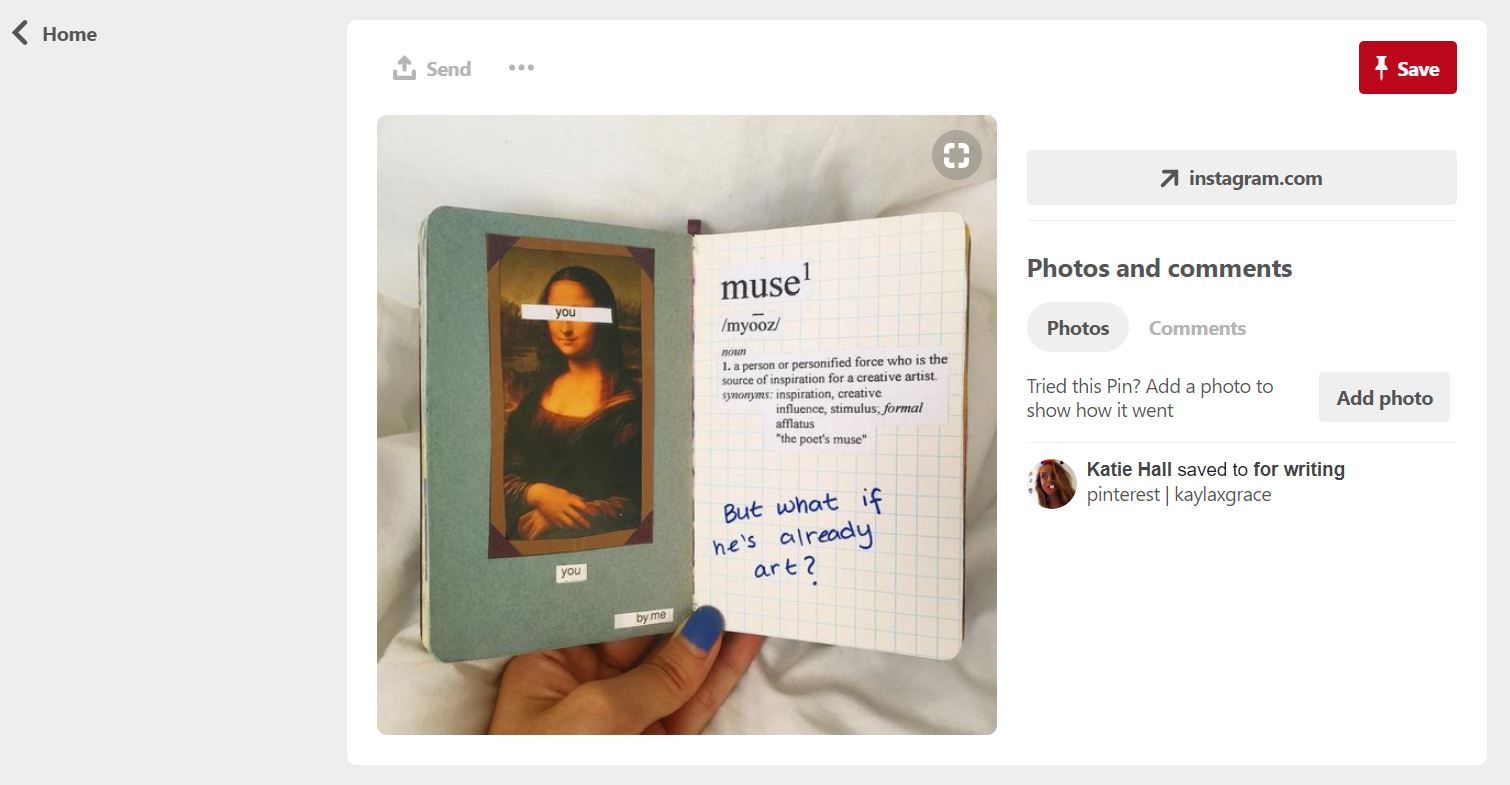 Home
Send
Save
instagram.com
Photos and comments
Photos
Comments
Tried this Pin? Add a photo to
show how it went
Add photo
Katie Hall saved to for writing
pinterest | kaylaxgrace
you
you
by me
muse¹
/myo͞oz/
noun
1. a person or personified force who is the
source of inspiration for a creative artist.
synonyms: inspiration, creative
influence, stimulus; formal
afflatus
"the poet's muse"
But what if
he's already
art?